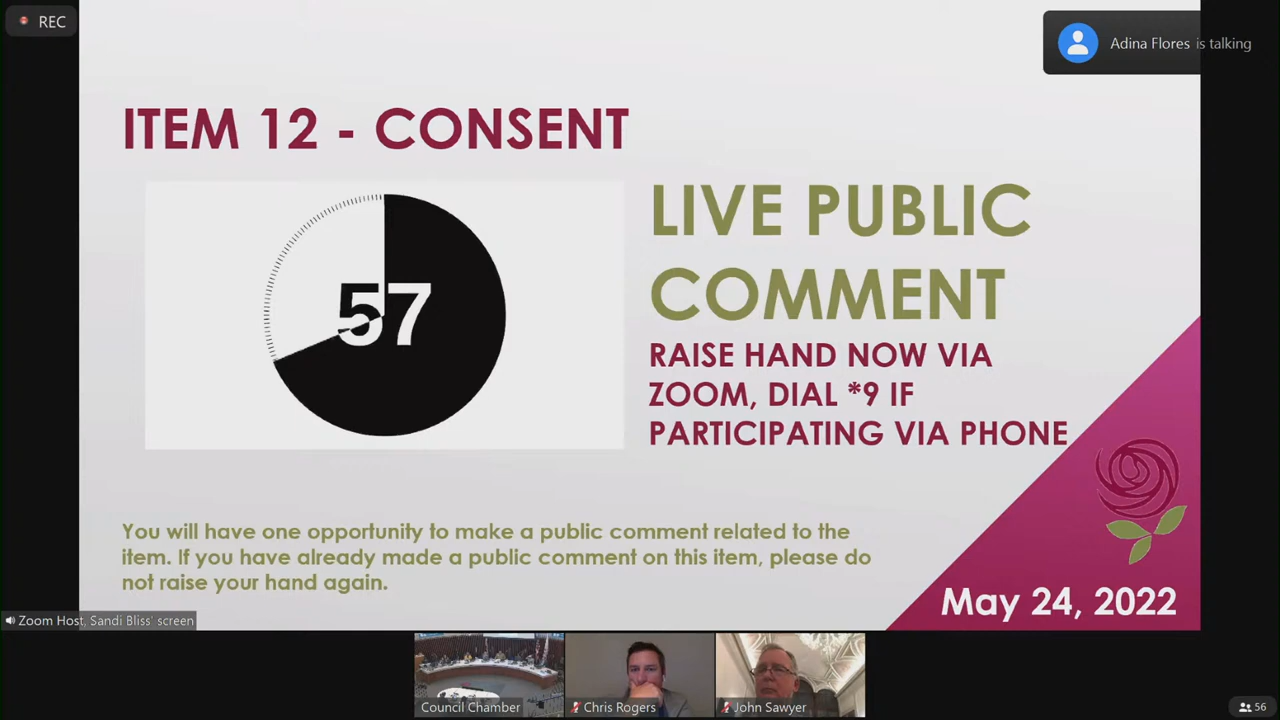 REC
Adina Flores is talking
ITEM 12 - CONSENT
57
LIVE PUBLIC
COMMENT
RAISE HAND NOW VIA
ZOOM, DIAL *9 IF
PARTICIPATING VIA PHONE
You will have one opportunity to make a public comment related to the
item. If you have already made a public comment on this item, please do
not raise your hand again.
May 24, 2022
Zoom Host, Sandi Bliss' screen
Council Chamber
Chris Rogers
John Sawyer
56